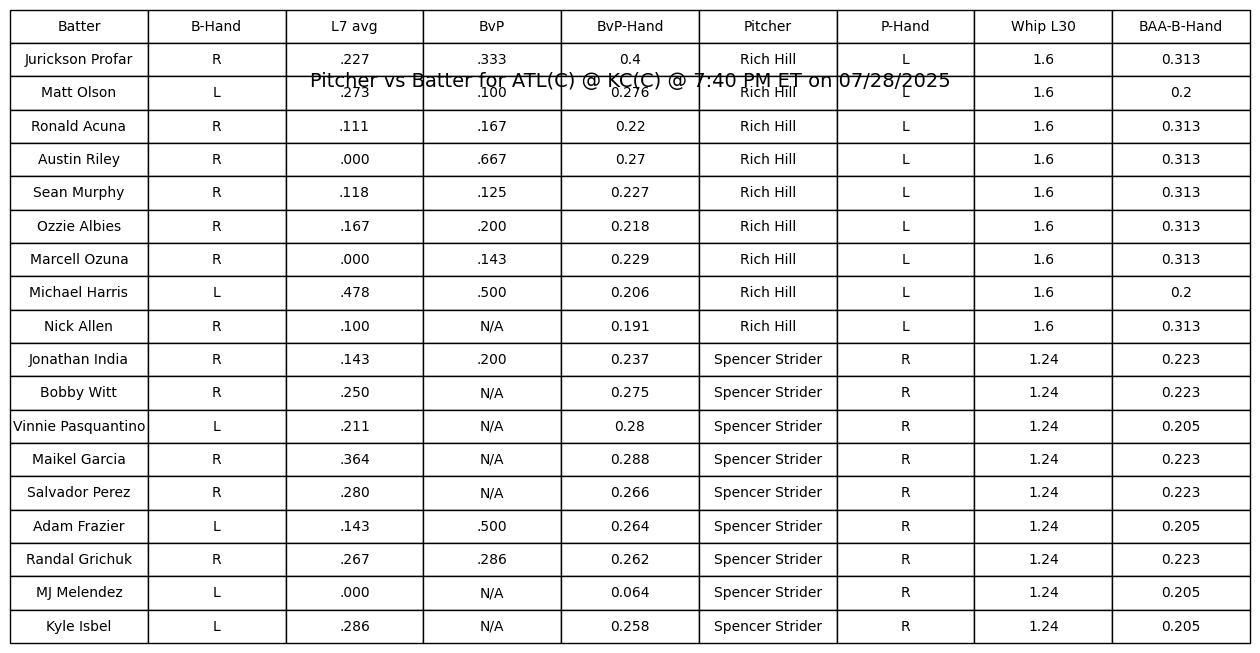 Batter B-Hand L7 avg BvP BvP-Hand Pitcher P-Hand Whip L30 BAA-B-Hand
Jurickson Profar R .227 .333 0.4 Rich Hill L 1.6 0.313
Pitcher vs Batter for ATL(C) @ KC(C) @ 7:40 PM ET on 07/28/2025
Matt Olson L .273 .100 0.276 Rich Hill L 1.6 0.2
Ronald Acuna R .111 .167 0.22 Rich Hill L 1.6 0.313
Austin Riley R .000 .667 0.27 Rich Hill L 1.6 0.313
Sean Murphy R .118 .125 0.227 Rich Hill L 1.6 0.313
Ozzie Albies R .167 .200 0.218 Rich Hill L 1.6 0.313
Marcell Ozuna R .000 .143 0.229 Rich Hill L 1.6 0.313
Michael Harris L .478 .500 0.206 Rich Hill L 1.6 0.2
Nick Allen R .100 N/A 0.191 Rich Hill L 1.6 0.313
Jonathan India R .143 .200 0.237 Spencer Strider R 1.24 0.223
Bobby Witt R .250 N/A 0.275 Spencer Strider R 1.24 0.223
Vinnie Pasquantino L .211 N/A 0.28 Spencer Strider R 1.24 0.205
Maikel Garcia R .364 N/A 0.288 Spencer Strider R 1.24 0.223
Salvador Perez R .280 N/A 0.266 Spencer Strider R 1.24 0.223
Adam Frazier L .143 .500 0.264 Spencer Strider R 1.24 0.205
Randal Grichuk R .267 .286 0.262 Spencer Strider R 1.24 0.223
MJ Melendez L .000 N/A 0.064 Spencer Strider R 1.24 0.205
Kyle Isbel L .286 N/A 0.258 Spencer Strider R 1.24 0.205